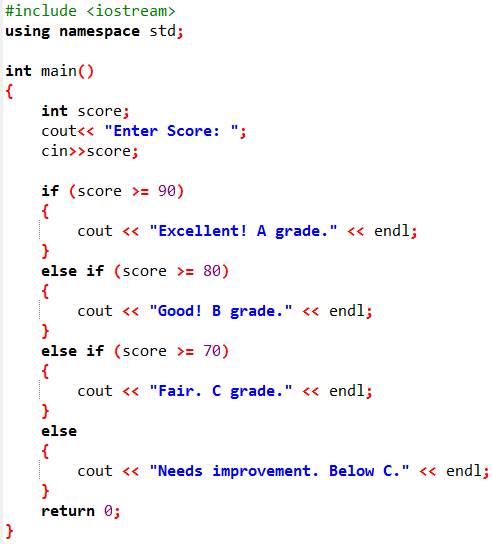 #include <iostream>
using namespace std;

int main()
{
    int score;
    cout<< "Enter Score: ";
    cin>>score;

    if (score >= 90)
    {
        cout << "Excellent! A grade." << endl;
    }
    else if (score >= 80)
    {
        cout << "Good! B grade." << endl;
    }
    else if (score >= 70)
    {
        cout << "Fair. C grade." << endl;
    }
    else
    {
        cout << "Needs improvement. Below C." << endl;
    }
    return 0;
}